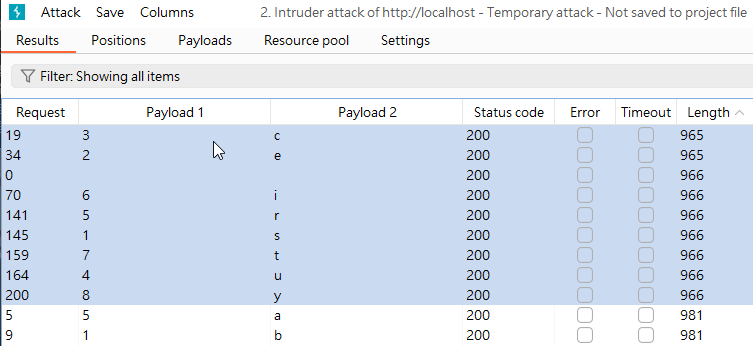 Attack Save Columns 2. Intruder attack of http://localhost - Temporary attack - Not saved to project file
Results Positions Payloads Resource pool Settings
Filter: Showing all items
Request Payload 1 Payload 2 Status code Error Timeout Length
19 3 c 200 965
34 2 e 200 965
0 200 966
70 6 i 200 966
141 5 r 200 966
145 1 s 200 966
159 7 t 200 966
164 4 u 200 966
200 8 y 200 966
5 5 a 200 981
9 1 b 200 981